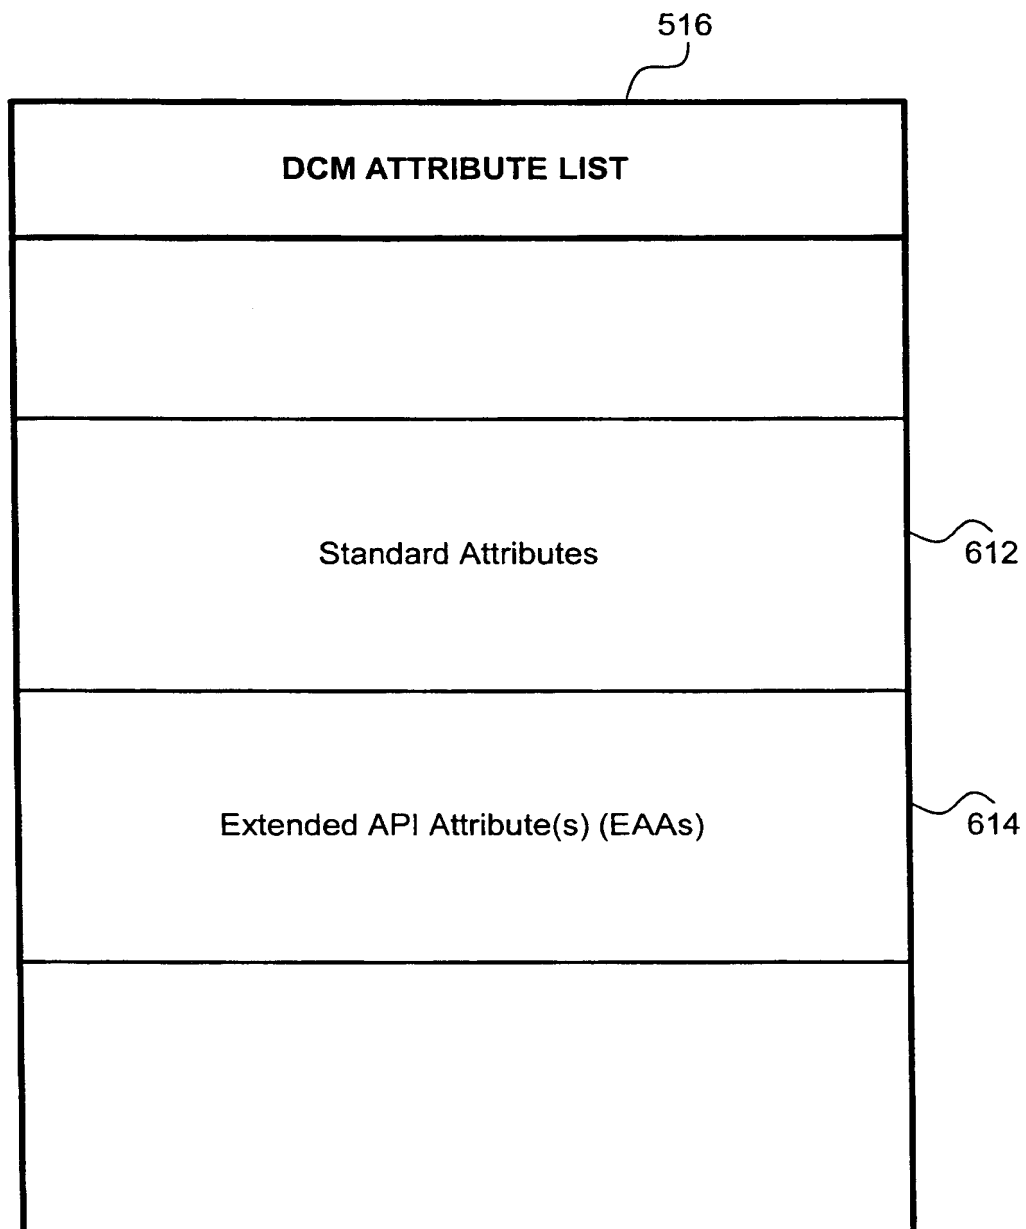 516
DCM ATTRIBUTE LIST
Standard Attributes
612
Extended API Attribute(s) (EAAs)
614